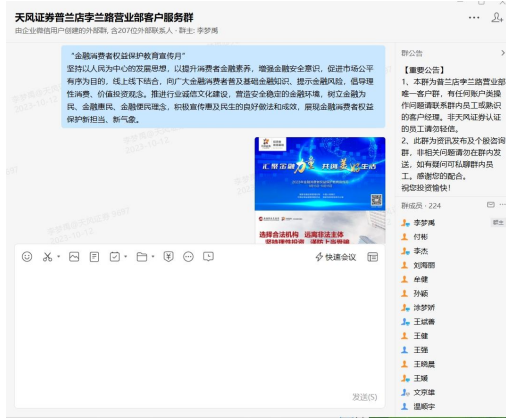 天风证券普兰店李兰路营业部客户服务群
由企业微信用户创建的外部群, 含207位外部联系人 · 群主: 李梦禹
“金融消费者权益保护教育宣传月”
坚持以人民为中心的发展思想，以提升消费者金融素养，增强金融安全意识、促进市场公平
有序为目的，线上线下结合，向广大金融消费者普及基础金融知识、提示金融风险，倡导理
性消费、价值投资观念。推进行业诚信文化建设，营造安全稳定的金融环境，树立金融为
民、金融惠民、金融便民理念，积极宣传惠及民生的良好做法和成效，展现金融消费者权益
保护新担当、新气象。
汇聚金融力量 共创美好生活
选择合法机构 远离非法主体
坚持理性投资 谨防上当受骗
快速会议
发送(S)
群公告
【重要公告】
1、本群为普兰店李兰路营业部
唯一客户群，有任何账户类操
作问题请联系群内员工或熟识
的客户经理。非天风证券认证
的员工请勿轻信。
2、此群为资讯发布及个股咨询
群，非相关问题请勿在群内发
送，如有疑问可私聊群内员
工。感谢您的配合。
祝您投资愉快！
群成员 · 224
李梦禹 群主
付彬
李杰
刘海丽
牟健
孙颖
涂梦娇
王斌善
王健
王强
王晓晨
王媛
文京雄
温顺宇